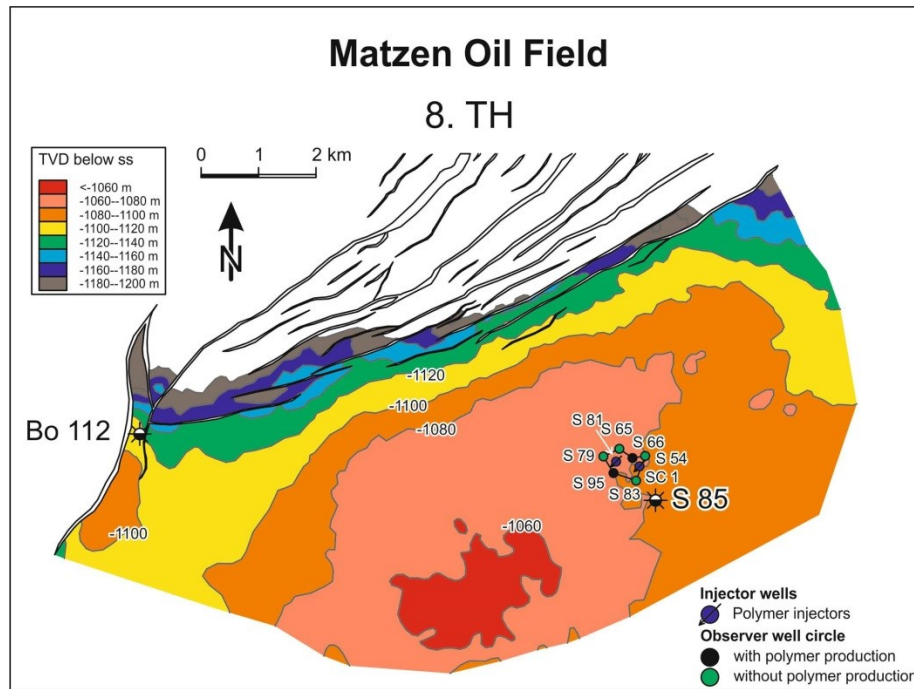 Matzen Oil Field
8. TH
TVD below ss
<-1060 m
-1060--1080 m
-1080--1100 m
-1100--1120 m
-1120--1140 m
-1140--1160 m
-1160--1180 m
-1180--1200 m
0 1 2 km
N
-1120
-1100
-1080
Bo 112
S 81
S 65
S 66
S 79
S 54
S 95
SC 1
S 83
S 85
-1100
-1060
Injector wells
Polymer injectors
Observer well circle
with polymer production
without polymer production